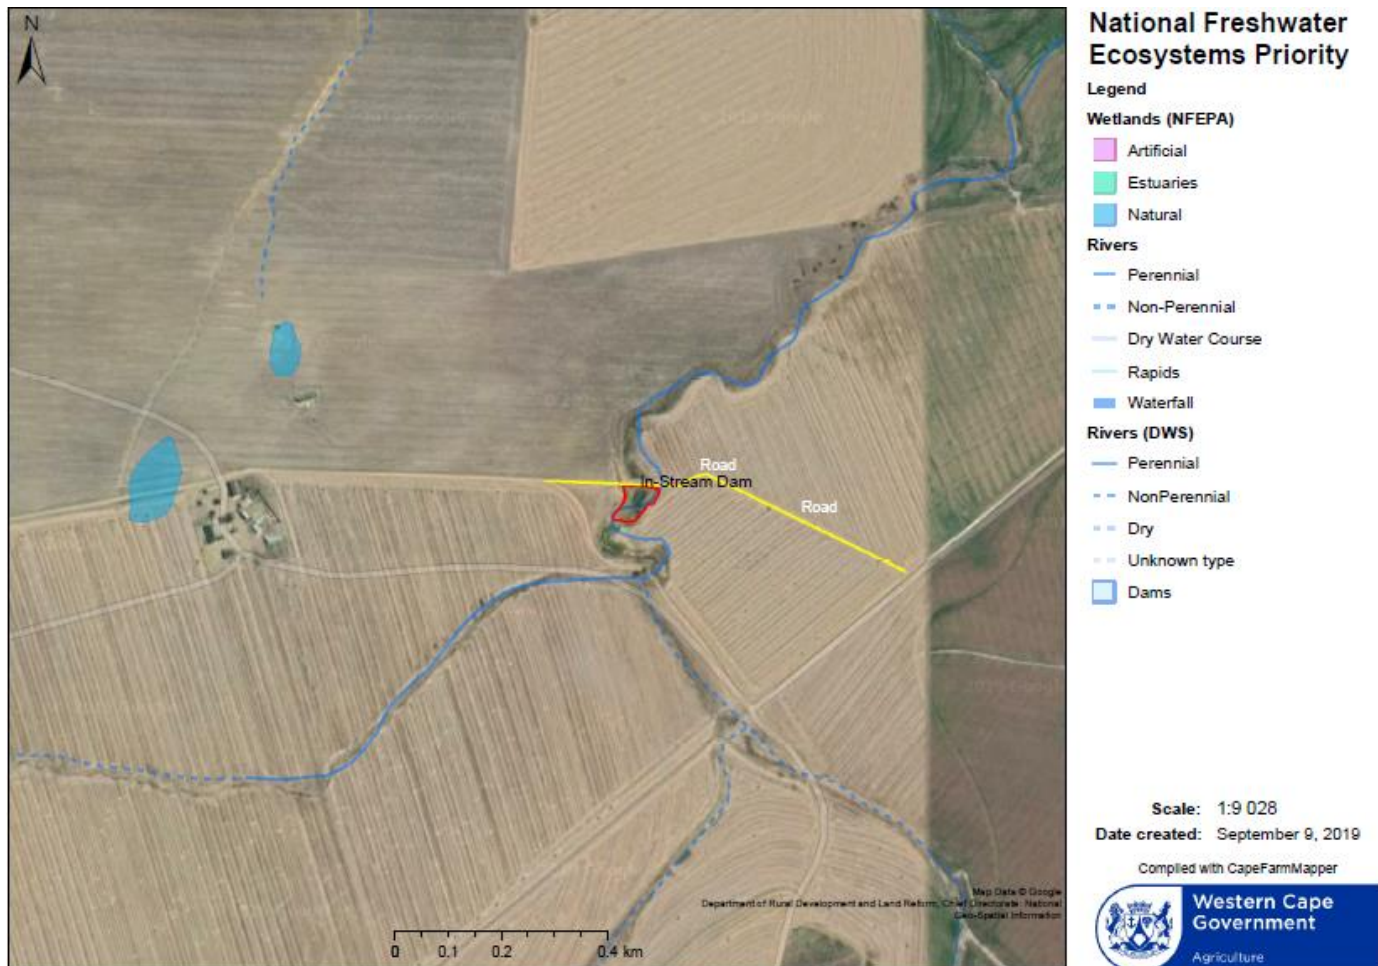 N
Road
In-Stream Dam
Road
Map Data © Google
Department of Rural Development and Land Reform, Chief Directorate: National
Geo-Spatial Information
0 0.1 0.2 0.4 km
National Freshwater
Ecosystems Priority
Legend
Wetlands (NFEPA)
Artificial
Estuaries
Natural
Rivers
Perennial
Non-Perennial
Dry Water Course
Rapids
Waterfall
Rivers (DWS)
Perennial
NonPerennial
Dry
Unknown type
Dams
Scale: 1:9 028
Date created: September 9, 2019
Compiled with CapeFarmMapper
Western Cape
Government
Agriculture